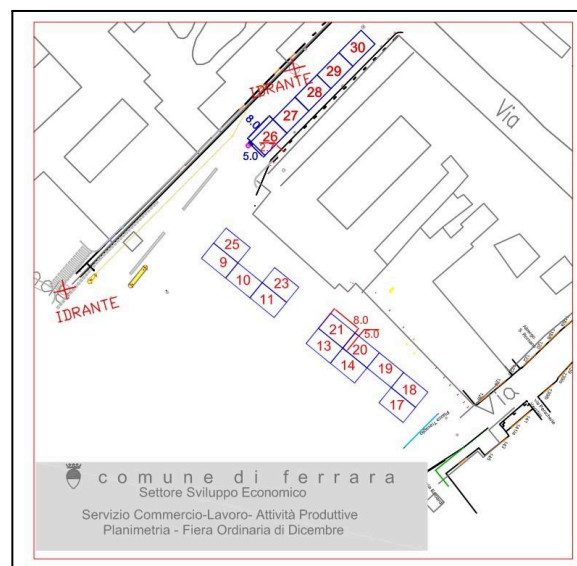 30
29
IDRANTE
28
Via
8.0
27
26
5.0
25
9
23
10
11
IDRANTE
8.0
21
5.0
13
20
14
19
18
17
Via
comune di ferrara
Settore Sviluppo Economico
Servizio Commercio-Lavoro- Attività Produttive
Planimetria - Fiera Ordinaria di Dicembre